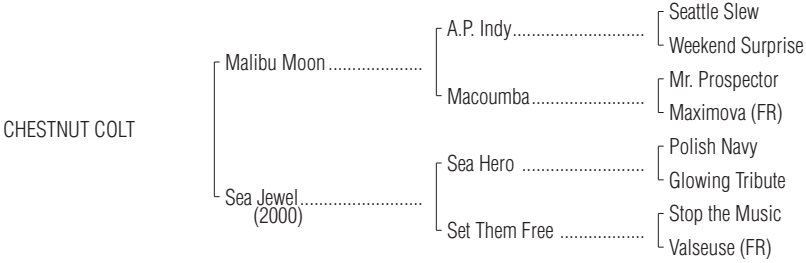 Seattle Slew
A.P. Indy
Weekend Surprise
Malibu Moon
Mr. Prospector
Macoumba
Maximova (FR)
CHESTNUT COLT
Polish Navy
Sea Hero
Glowing Tribute
Sea Jewel
(2000)
Stop the Music
Set Them Free
Valseuse (FR)